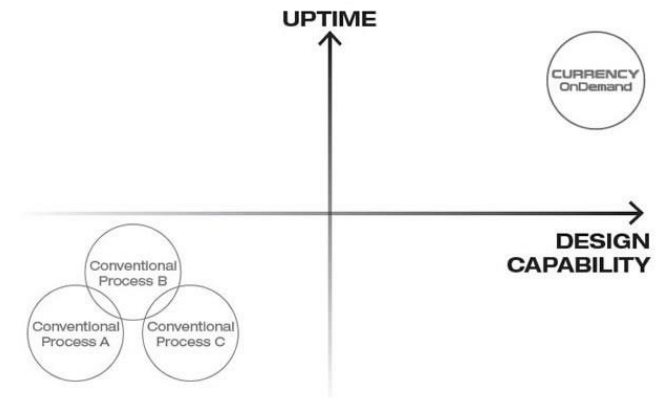 UPTIME
CURRENCY
OnDemand
DESIGN
CAPABILITY
Conventional
Process B
Conventional
Process A
Conventional
Process C